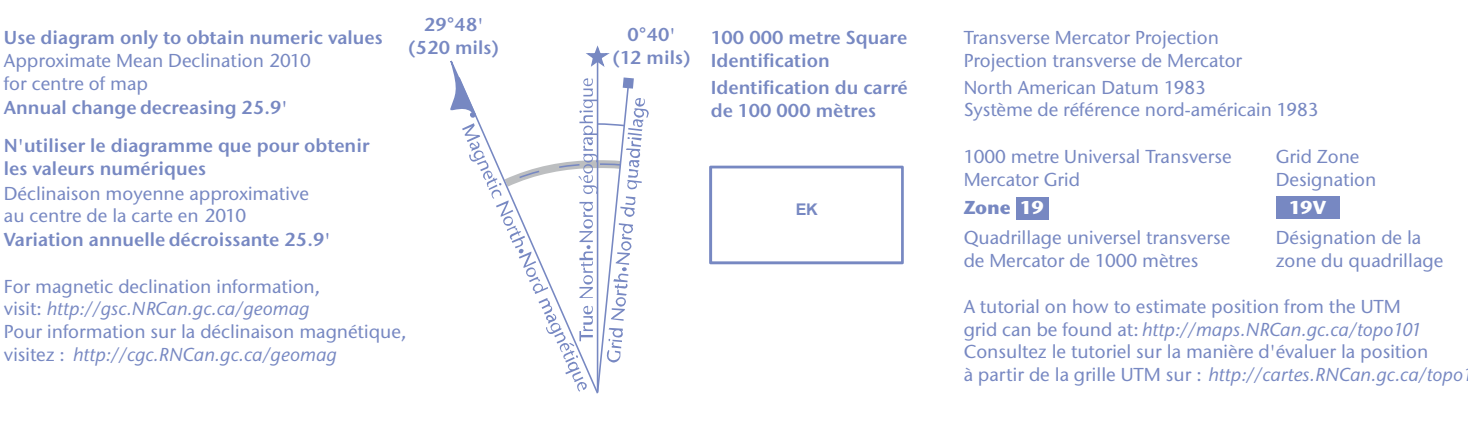 Use diagram only to obtain numeric values
Approximate Mean Declination 2010
for centre of map
Annual change decreasing 25.9'
N'utiliser le diagramme que pour obtenir
les valeurs numériques
Déclinaison moyenne approximative
au centre de la carte en 2010
Variation annuelle décroissante 25.9'
For magnetic declination information,
visit: http://gsc.NRCan.gc.ca/geomag
Pour information sur la déclinaison magnétique,
visitez : http://cgc.RNCan.gc.ca/geomag
29°48'
(520 mils)
0°40'
(12 mils)
Magnetic North•Nord magnétique
True North•Nord géographique
Grid North•Nord du quadrillage
100 000 metre Square
Identification
Identification du carré
de 100 000 mètres
EK
Transverse Mercator Projection
Projection transverse de Mercator
North American Datum 1983
Système de référence nord-américain 1983
1000 metre Universal Transverse
Mercator Grid
Zone 19
Quadrillage universel transverse
de Mercator de 1000 mètres
Grid Zone
Designation
19V
Désignation de la
zone du quadrillage
A tutorial on how to estimate position from the UTM
grid can be found at: http://maps.NRCan.gc.ca/topo101
Consultez le tutoriel sur la manière d'évaluer la position
à partir de la grille UTM sur : http://cartes.RNCan.gc.ca/topo1